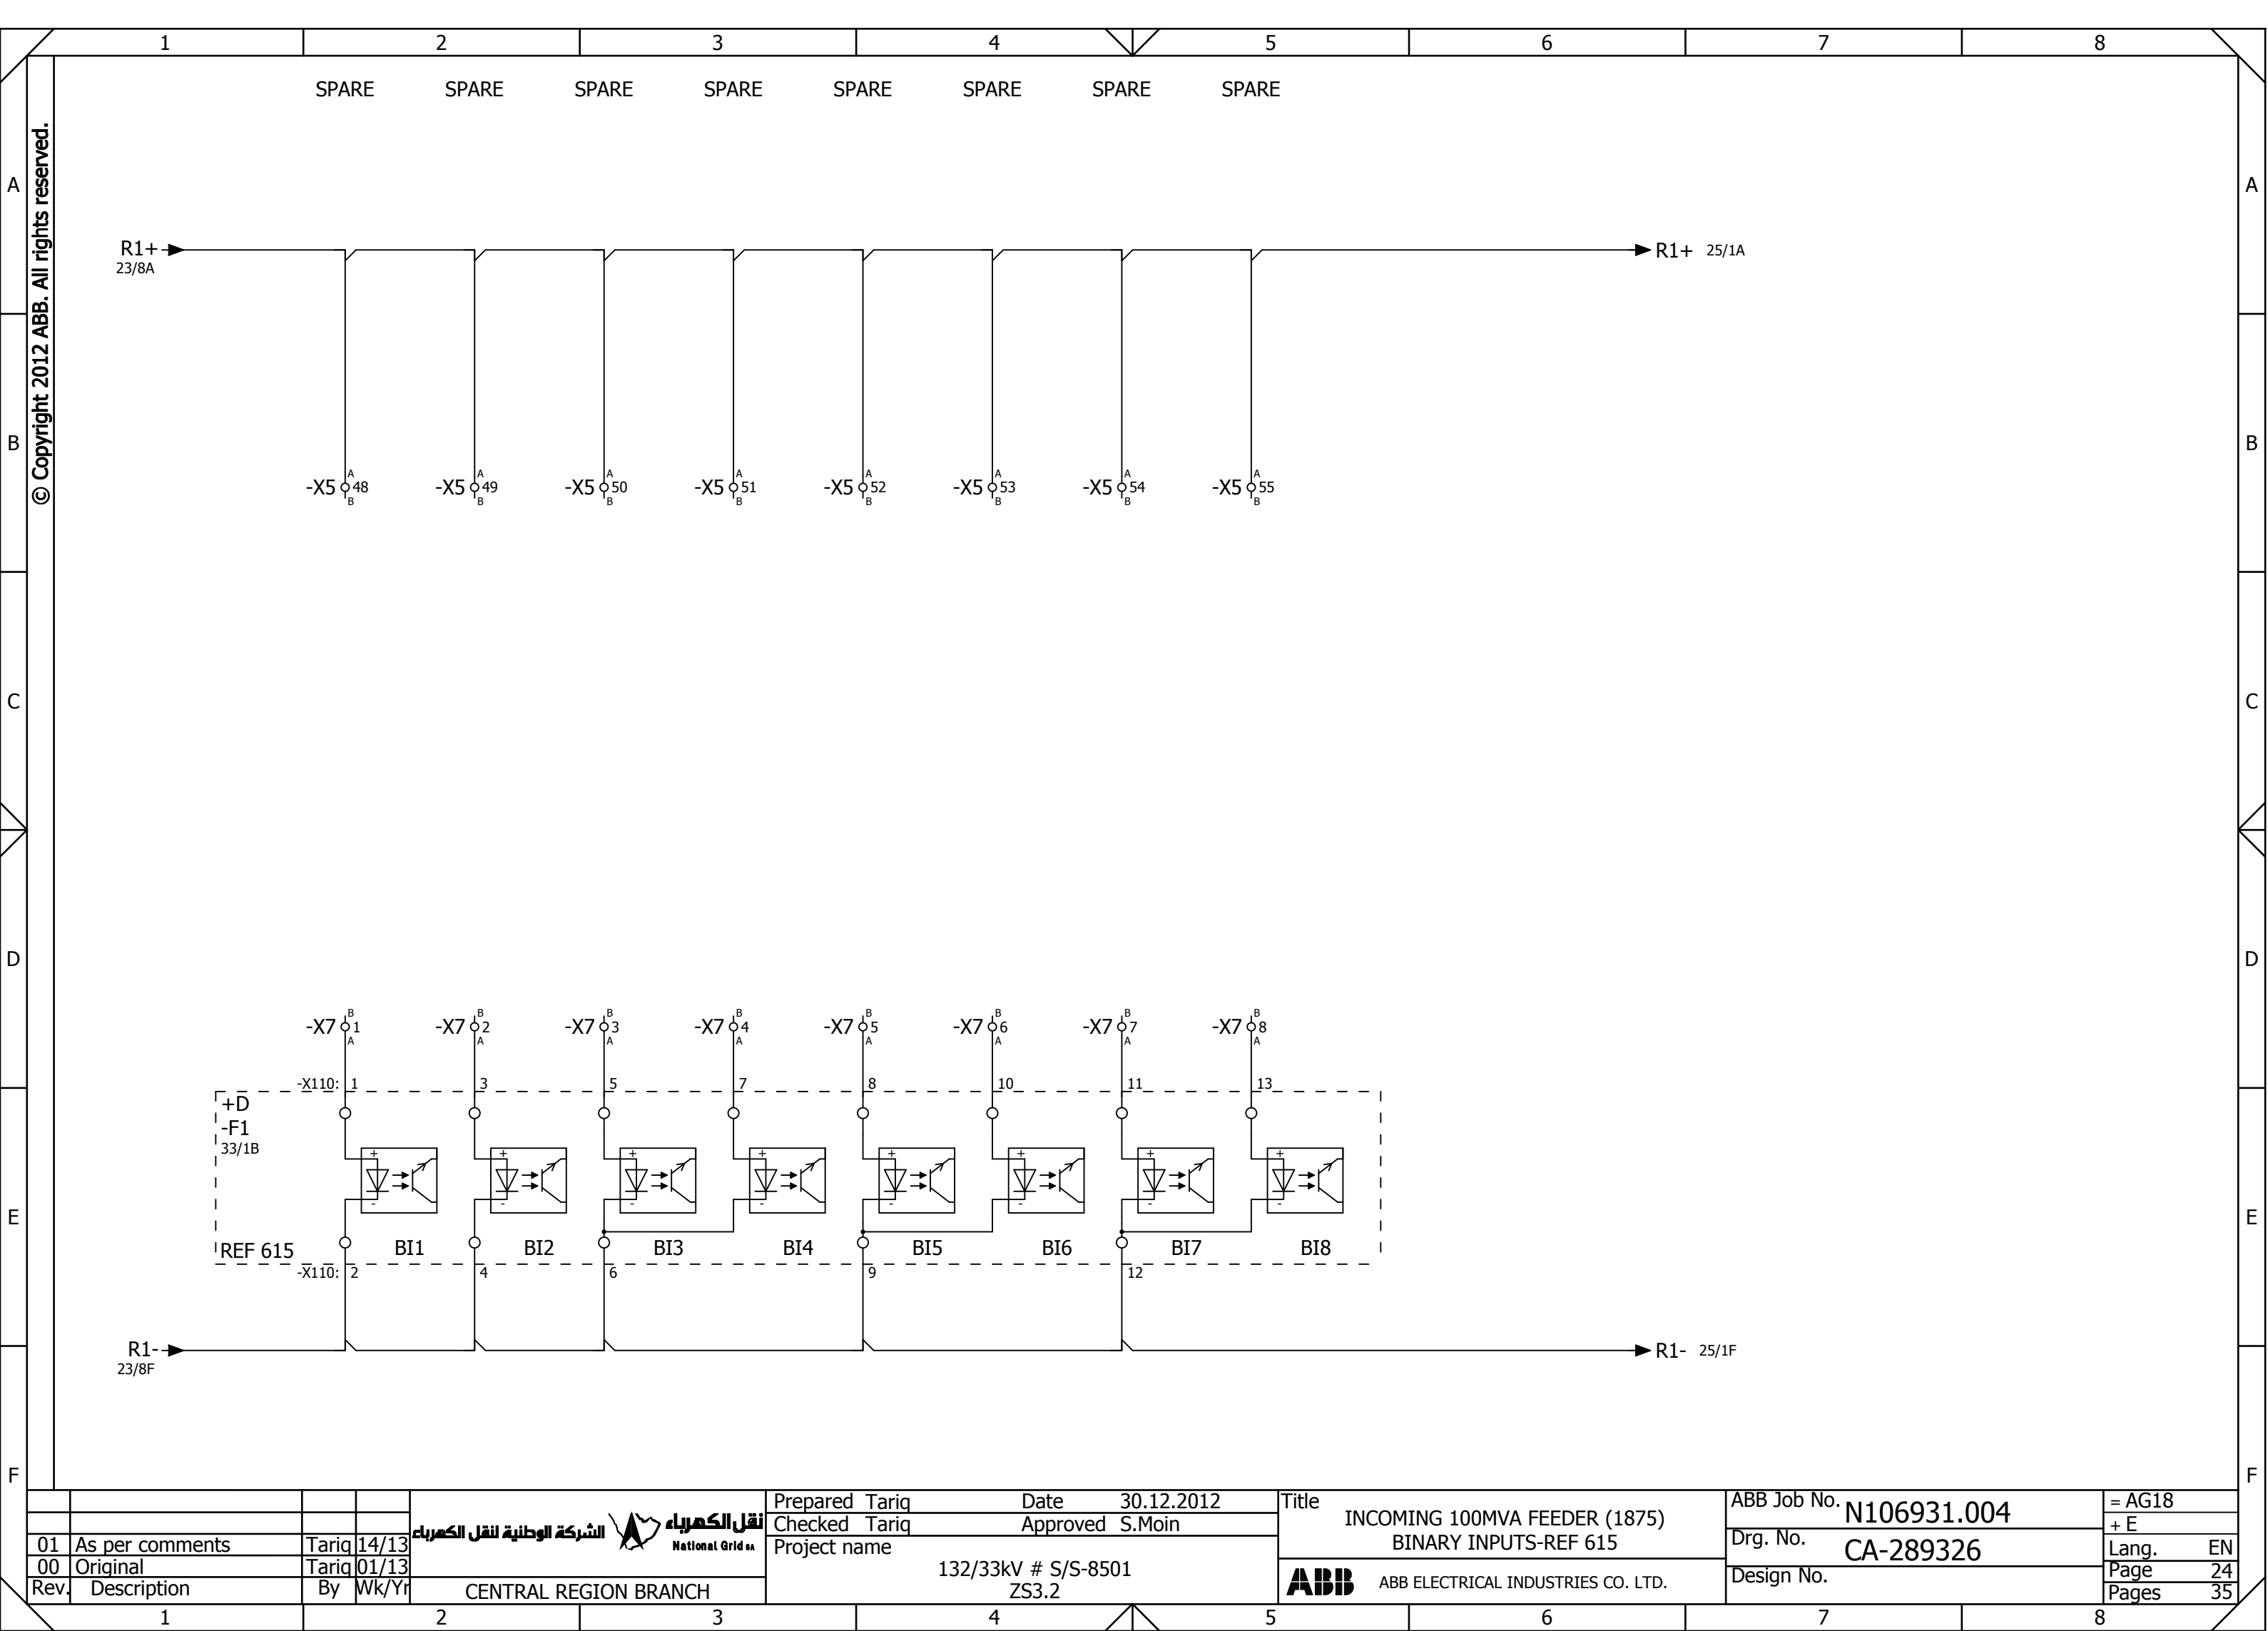 1 2 3 4 5 6 7 8
SPARE SPARE SPARE SPARE SPARE SPARE SPARE SPARE
© Copyright 2012 ABB. All rights reserved.
A A
R1+ R1+ 25/1A
23/8A
B B
A A A A A A A A
-X5 48 -X5 49 -X5 50 -X5 51 -X5 52 -X5 53 -X5 54 -X5 55
B B B B B B B B
C C
D D
B B B B B B B B
-X7 1 -X7 2 -X7 3 -X7 4 -X7 5 -X7 6 -X7 7 -X7 8
A A A A A A A A
-X110: 1 3 5 7 8 10 11 13
+D
-F1
33/1B
+ + + + + + + +
- - - - - - - -
E E
REF 615 BI1 BI2 BI3 BI4 BI5 BI6 BI7 BI8
-X110: 2 4 6 9 12
R1- R1- 25/1F
23/8F
F F
01 As per comments Tariq 14/13
00 Original Tariq 01/13
Rev. Description By Wk/Yr
الشركة الوطنية لنقل الكهرباء
نقل الكهرباء
National Grid SA
CENTRAL REGION BRANCH
Prepared Tariq Date 30.12.2012
Checked Tariq Approved S.Moin
Project name
132/33kV # S/S-8501
ZS3.2
Title
INCOMING 100MVA FEEDER (1875)
BINARY INPUTS-REF 615
ABB ABB ELECTRICAL INDUSTRIES CO. LTD.
ABB Job No. N106931.004
Drg. No. CA-289326
Design No.
= AG18
+ E
Lang. EN
Page 24
Pages 35
1 2 3 4 5 6 7 8